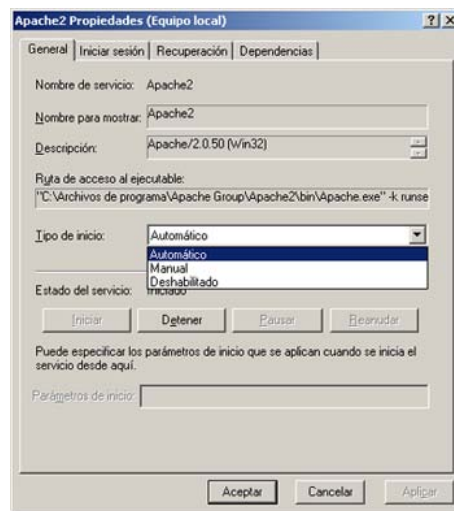 Apache2 Propiedades (Equipo local)
General Iniciar sesión Recuperación Dependencias
Nombre de servicio: Apache2
Nombre para mostrar: Apache2
Descripción: Apache/2.0.50 (Win32)
Ruta de acceso al ejecutable:
"C:\Archivos de programa\Apache Group\Apache2\bin\Apache.exe" -k runse
Tipo de inicio: Automático
Automático
Manual
Deshabilitado
Estado del servicio: Iniciado
Iniciar Detener Pausar Reanudar
Puede especificar los parámetros de inicio que se aplican cuando se inicia el
servicio desde aquí.
Parámetros de inicio:
Aceptar Cancelar Aplicar